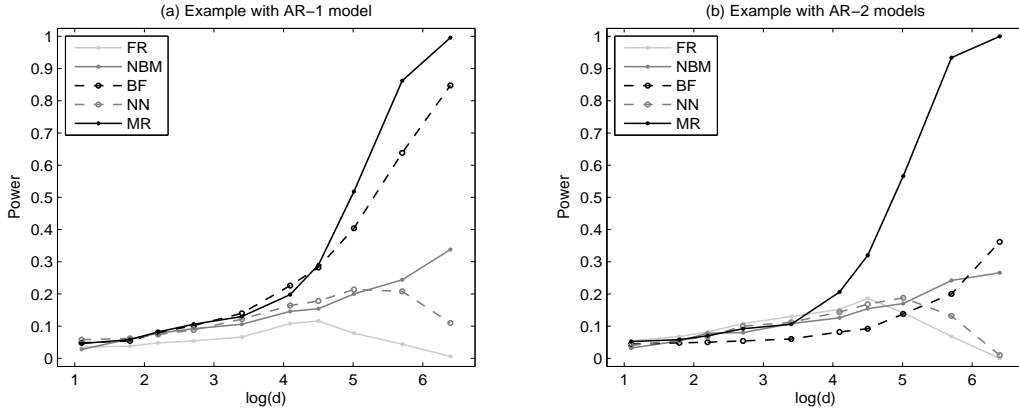 (a) Example with AR−1 model
FR
NBM
BF
NN
MR
1
0.9
0.8
0.7
0.6
0.5
0.4
0.3
0.2
0.1
0
Power
1 2 3 4 5 6
log(d)
(b) Example with AR−2 models
FR
NBM
BF
NN
MR
1
0.9
0.8
0.7
0.6
0.5
0.4
0.3
0.2
0.1
0
Power
1 2 3 4 5 6
log(d)